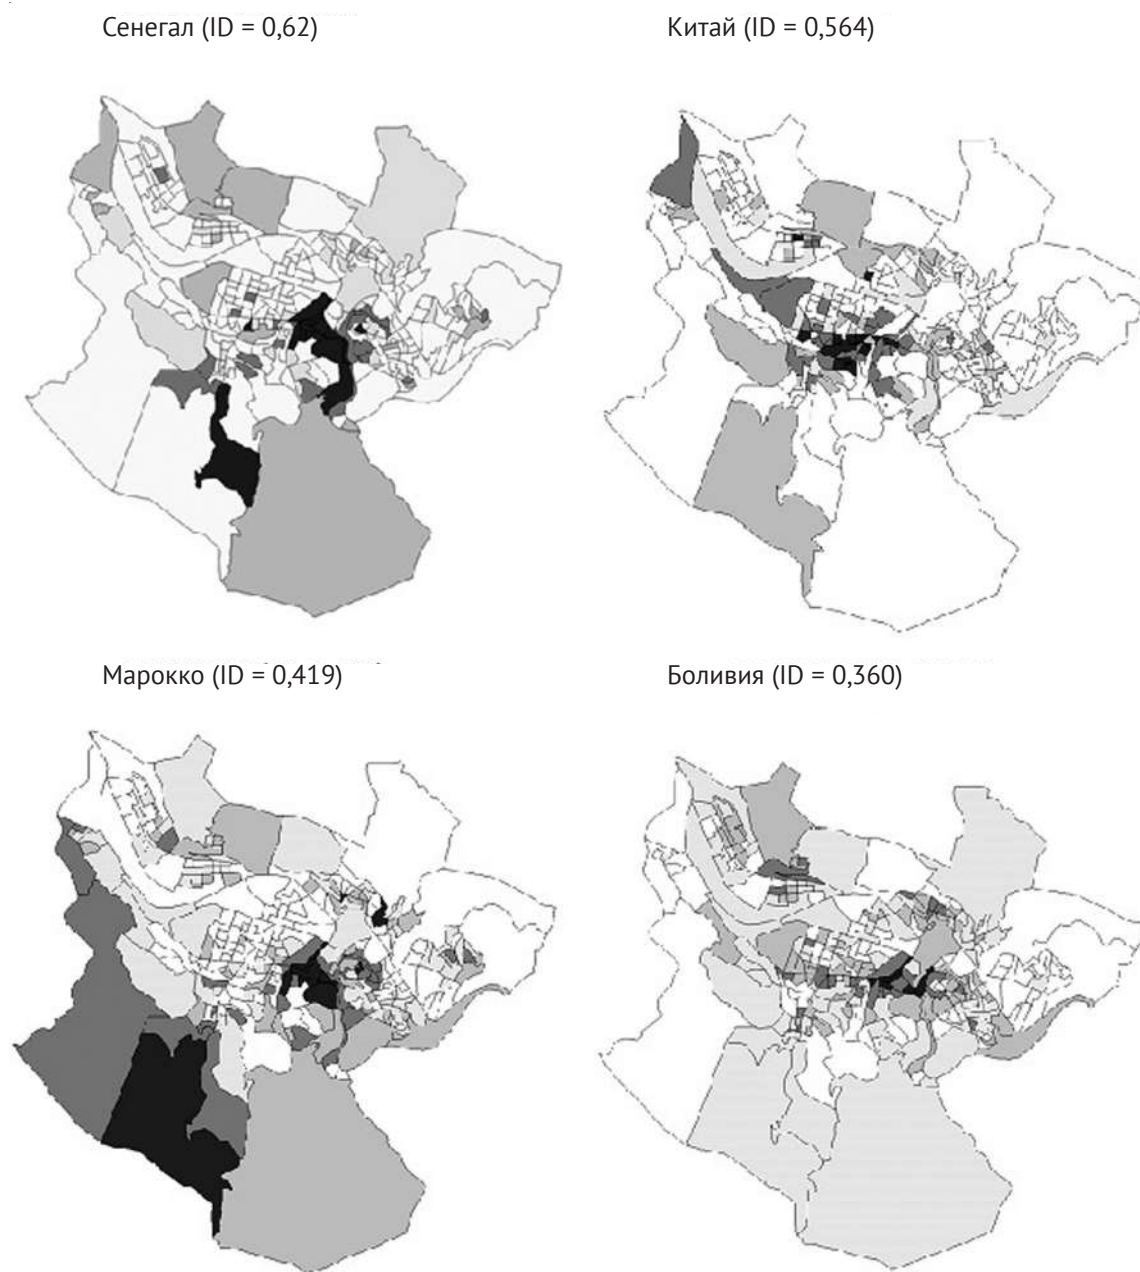 Сенегал (ID = 0,62)
Китай (ID = 0,564)
Марокко (ID = 0,419)
Боливия (ID = 0,360)